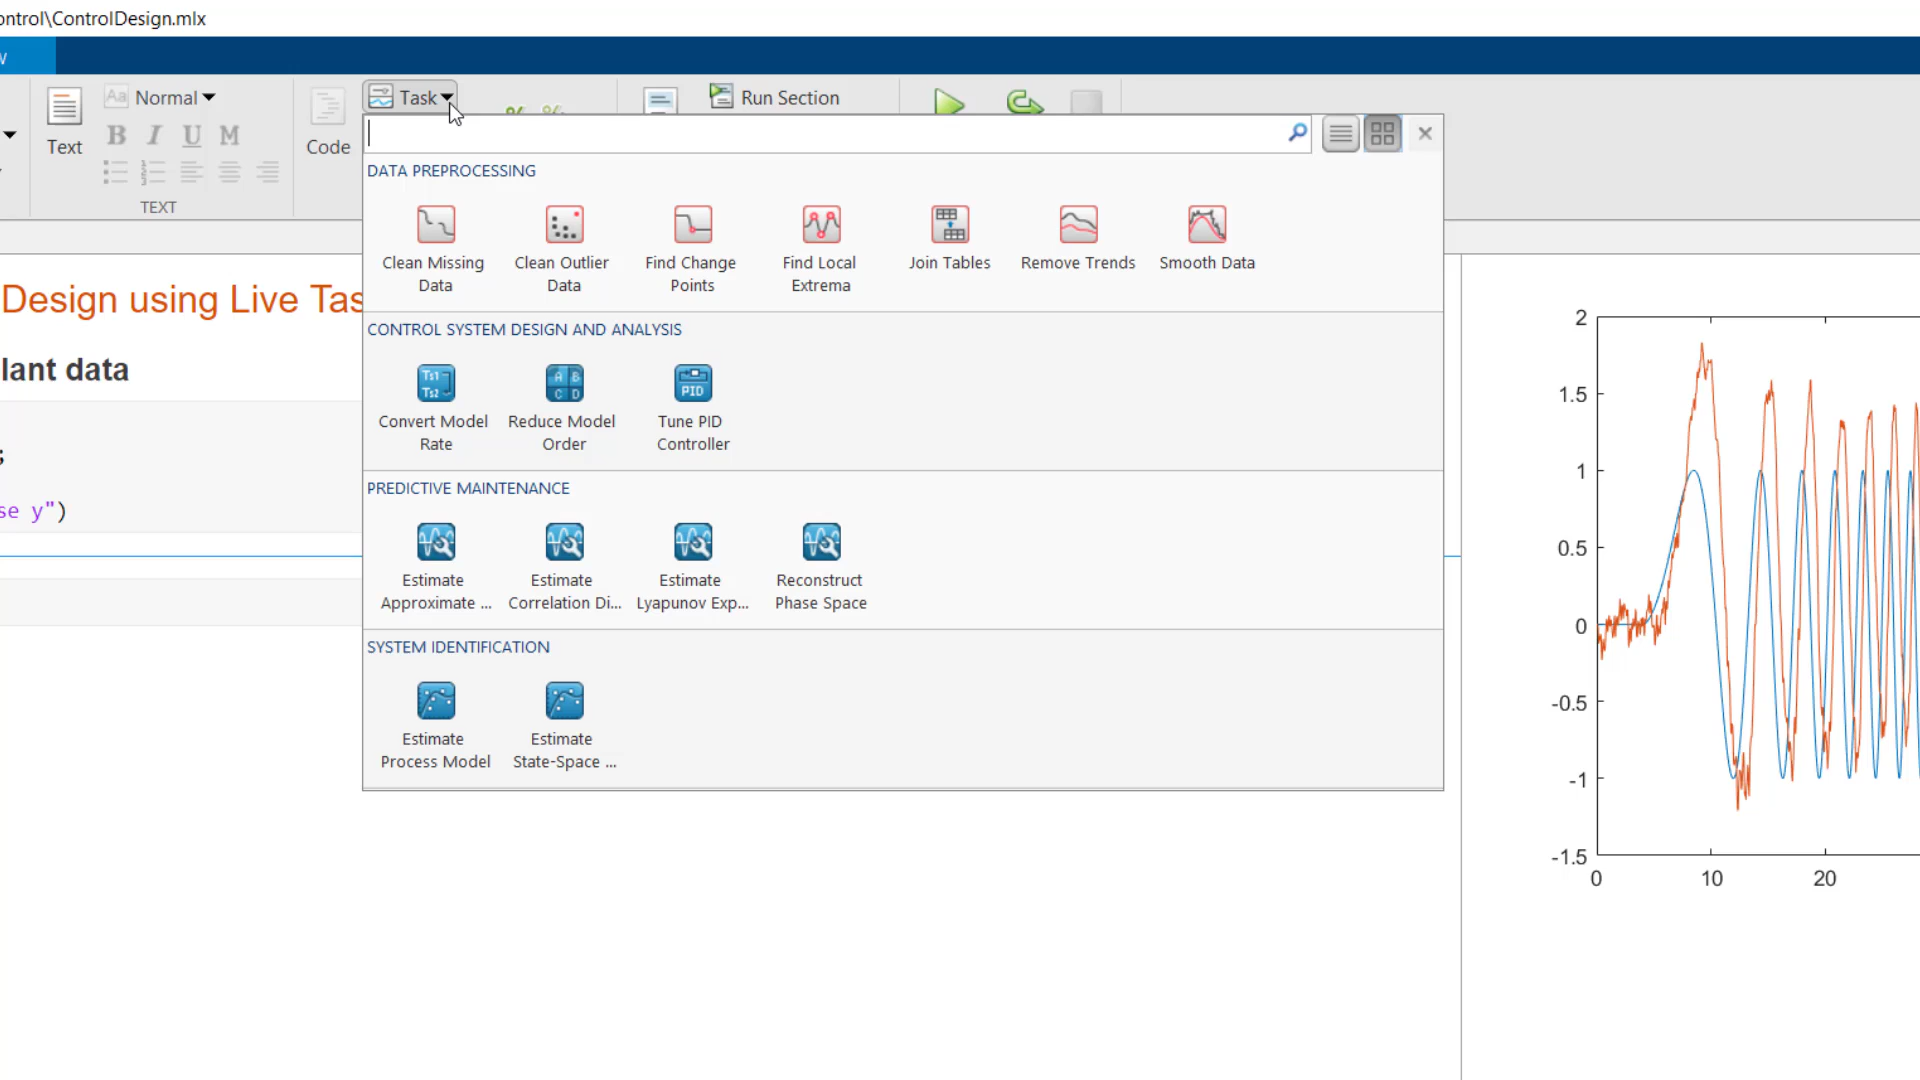 ontrol\ControlDesign.mlx
Text
Aa Normal
B I U M
TEXT
Code
Task
Run Section
DATA PREPROCESSING
Clean Missing Data
Clean Outlier Data
Find Change Points
Find Local Extrema
Join Tables
Remove Trends
Smooth Data
CONTROL SYSTEM DESIGN AND ANALYSIS
Ts1
Ts2
A B
C D
PID
Convert Model Rate
Reduce Model Order
Tune PID Controller
PREDICTIVE MAINTENANCE
Estimate Approximate ...
Estimate Correlation Di...
Estimate Lyapunov Exp...
Reconstruct Phase Space
SYSTEM IDENTIFICATION
Estimate Process Model
Estimate State-Space ...
Design using Live Tas
lant data
;
se y")
2
1.5
1
0.5
0
-0.5
-1
-1.5
0 10 20